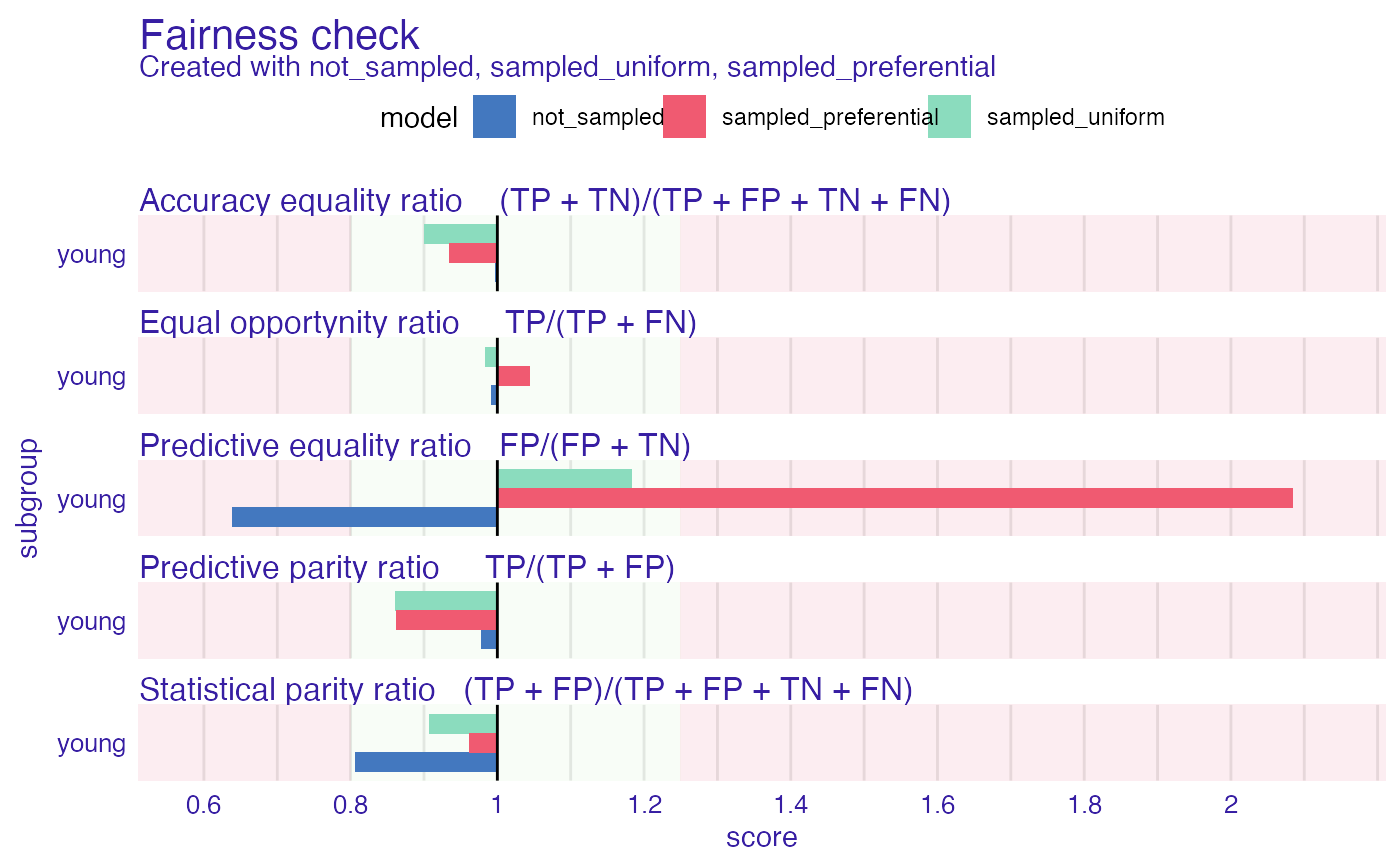 Fairness check
Created with not_sampled, sampled_uniform, sampled_preferential
model not_sampled sampled_preferential sampled_uniform
Accuracy equality ratio (TP + TN)/(TP + FP + TN + FN)
young
Equal opportynity ratio TP/(TP + FN)
young
Predictive equality ratio FP/(FP + TN)
young
Predictive parity ratio TP/(TP + FP)
young
Statistical parity ratio (TP + FP)/(TP + FP + TN + FN)
young
subgroup
0.6 0.8 1 1.2 1.4 1.6 1.8 2
score